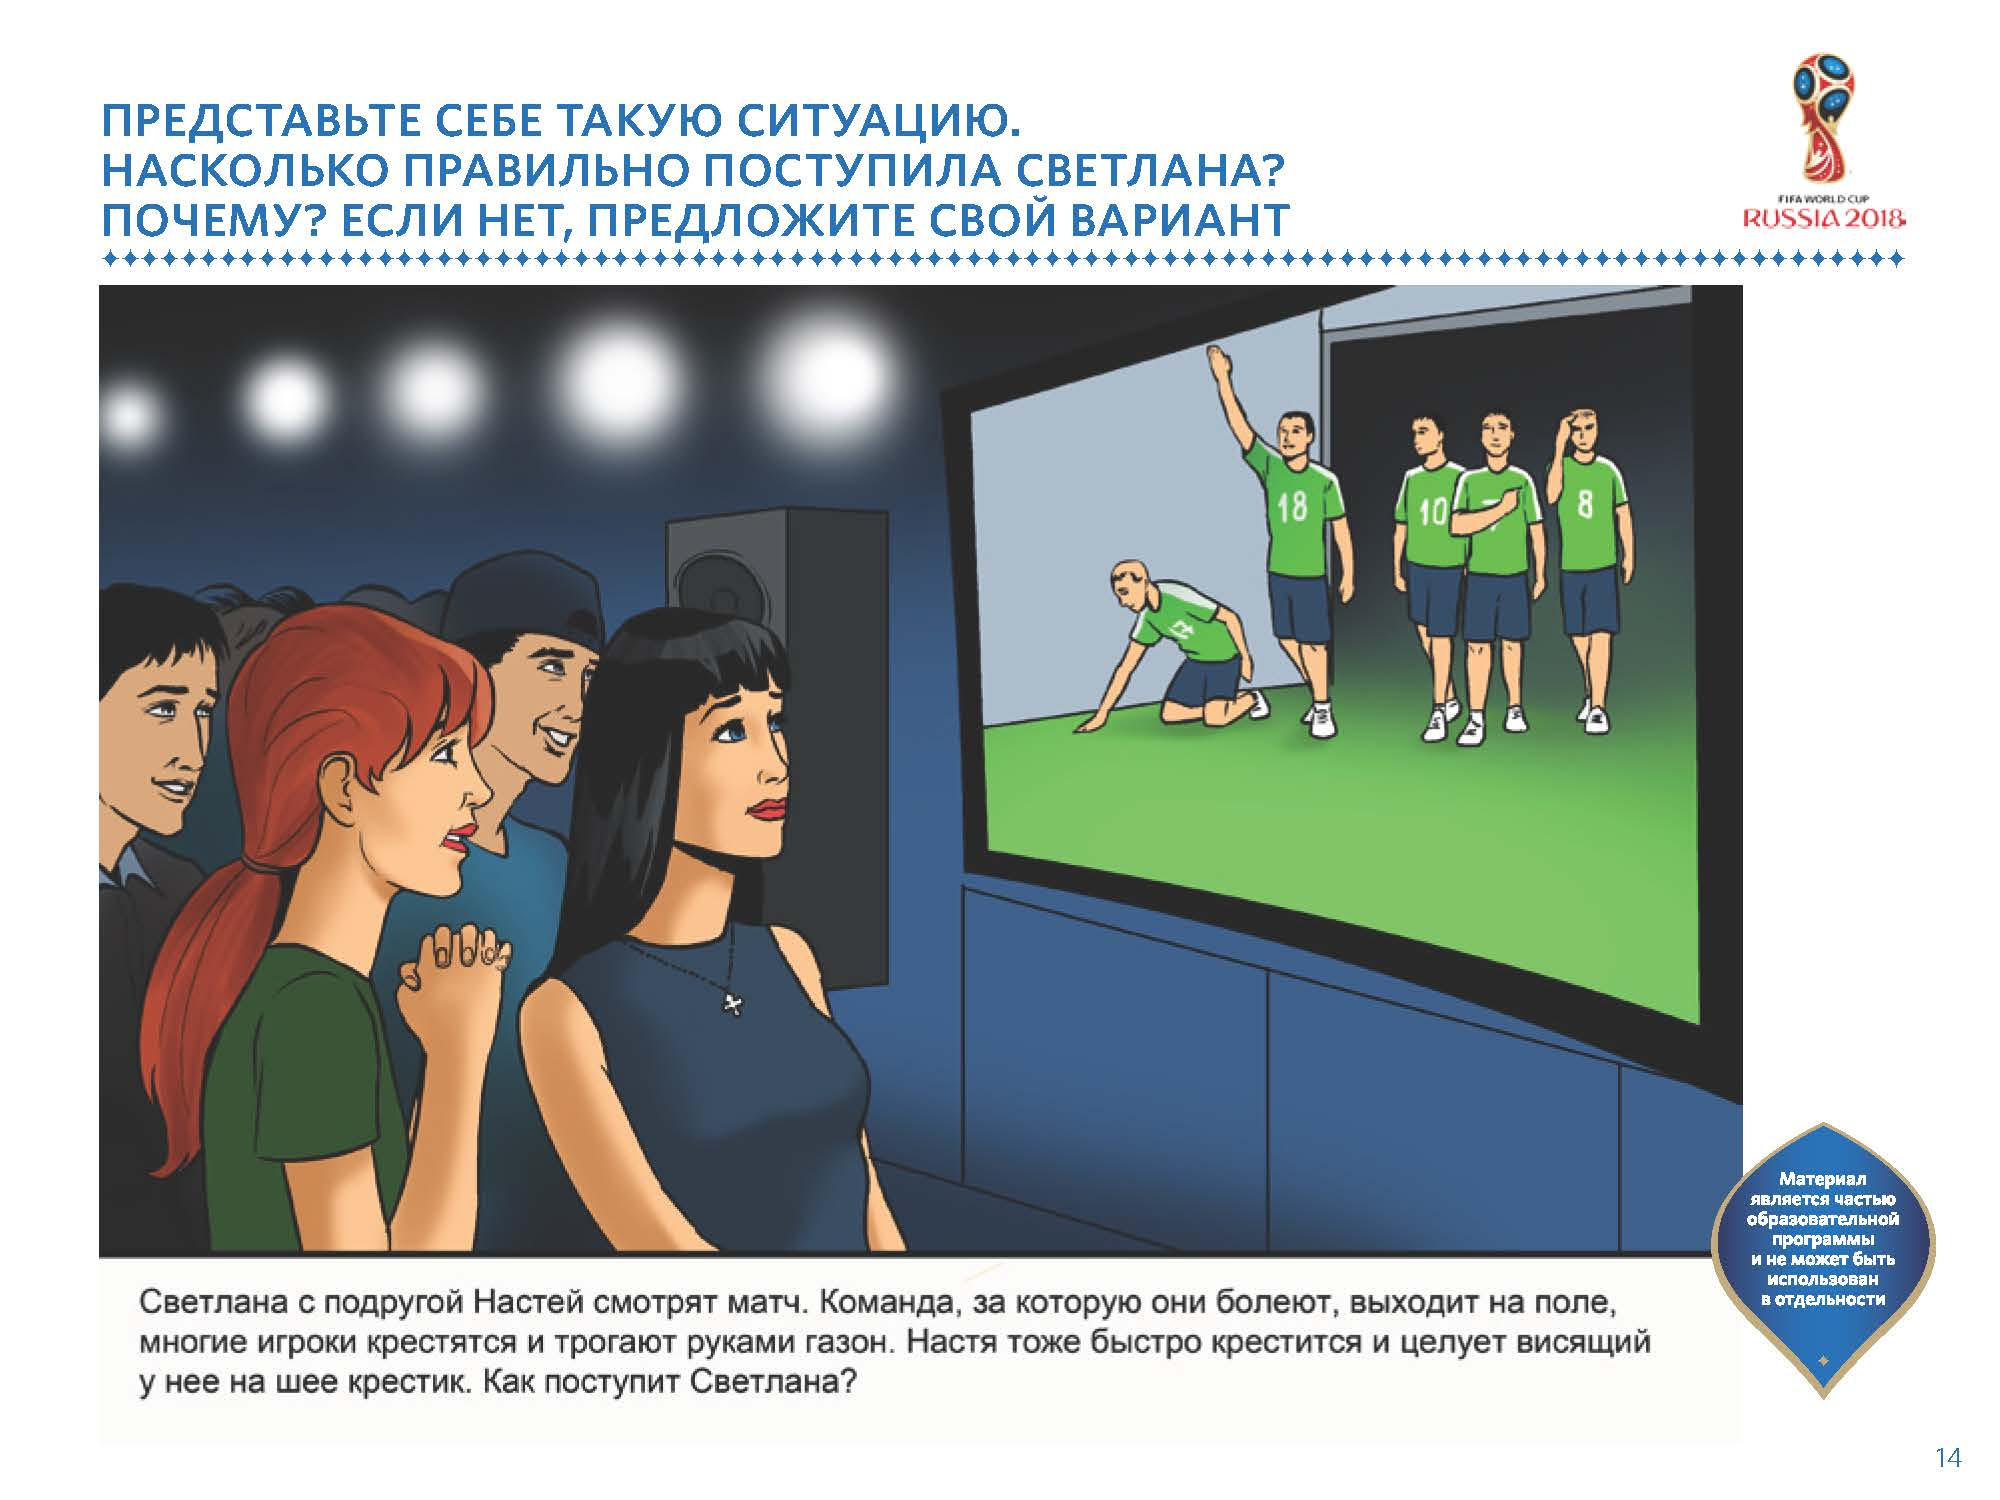 ПРЕДСТАВЬТЕ СЕБЕ ТАКУЮ СИТУАЦИЮ.
НАСКОЛЬКО ПРАВИЛЬНО ПОСТУПИЛА СВЕТЛАНА?
ПОЧЕМУ? ЕСЛИ НЕТ, ПРЕДЛОЖИТЕ СВОЙ ВАРИАНТ
FIFA WORLD CUP
RUSSIA 2018
18
10
7
8
Светлана с подругой Настей смотрят матч. Команда, за которую они болеют, выходит на поле,
многие игроки крестятся и трогают руками газон. Настя тоже быстро крестится и целует висящий
у нее на шее крестик. Как поступит Светлана?
Материал
является частью
образовательной
программы
и не может быть
использован
в отдельности
14